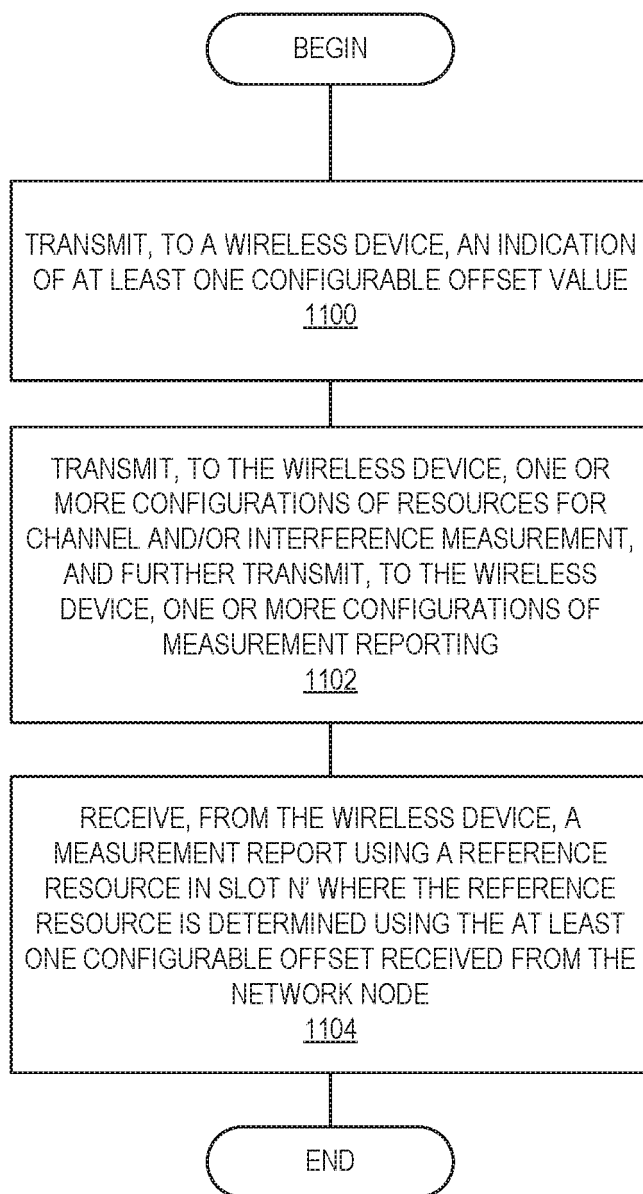 BEGIN
TRANSMIT, TO A WIRELESS DEVICE, AN INDICATION
OF AT LEAST ONE CONFIGURABLE OFFSET VALUE
1100
TRANSMIT, TO THE WIRELESS DEVICE, ONE OR
MORE CONFIGURATIONS OF RESOURCES FOR
CHANNEL AND/OR INTERFERENCE MEASUREMENT,
AND FURTHER TRANSMIT, TO THE WIRELESS
DEVICE, ONE OR MORE CONFIGURATIONS OF
MEASUREMENT REPORTING
1102
RECEIVE, FROM THE WIRELESS DEVICE, A
MEASUREMENT REPORT USING A REFERENCE
RESOURCE IN SLOT N' WHERE THE REFERENCE
RESOURCE IS DETERMINED USING THE AT LEAST
ONE CONFIGURABLE OFFSET RECEIVED FROM THE
NETWORK NODE
1104
END